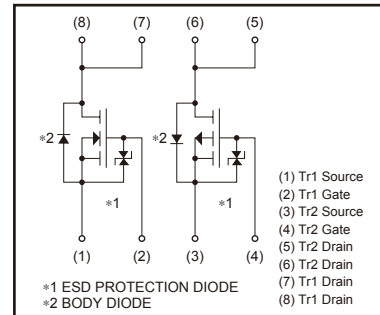 (8) (7) (6) (5)
∗2 ∗2
∗1 ∗1
(1) (2) (3) (4)
(1) Tr1 Source
(2) Tr1 Gate
(3) Tr2 Source
(4) Tr2 Gate
(5) Tr2 Drain
(6) Tr2 Drain
(7) Tr1 Drain
(8) Tr1 Drain
∗1 ESD PROTECTION DIODE
∗2 BODY DIODE